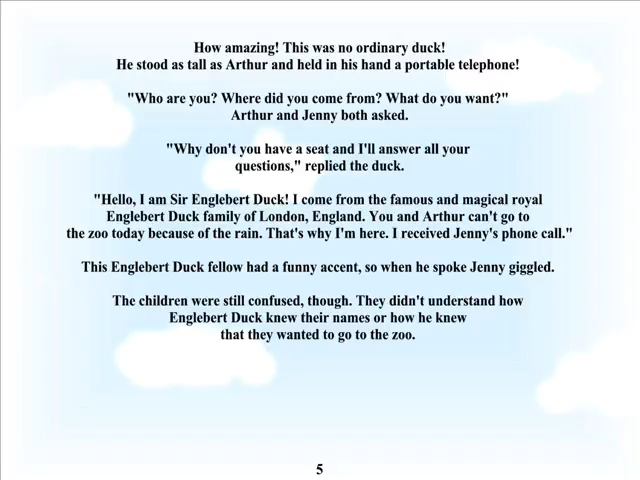 How amazing! This was no ordinary duck!
He stood as tall as Arthur and held in his hand a portable telephone!
"Who are you? Where did you come from? What do you want?"
Arthur and Jenny both asked.
"Why don't you have a seat and I'll answer all your
questions," replied the duck.
"Hello, I am Sir Englebert Duck! I come from the famous and magical royal
Englebert Duck family of London, England. You and Arthur can't go to
the zoo today because of the rain. That's why I'm here. I received Jenny's phone call."
This Englebert Duck fellow had a funny accent, so when he spoke Jenny giggled.
The children were still confused, though. They didn't understand how
Englebert Duck knew their names or how he knew
that they wanted to go to the zoo.
5